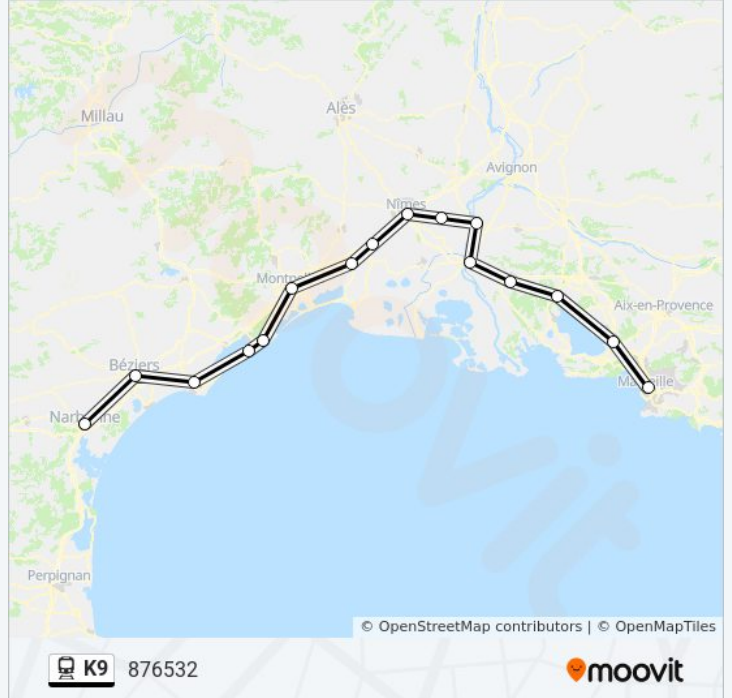 Millau
Alès
Avignon
Nîmes
Aix-en-Provence
Béziers
Perpignan
© OpenStreetMap contributors | © OpenMapTiles
K9 876532 moovit